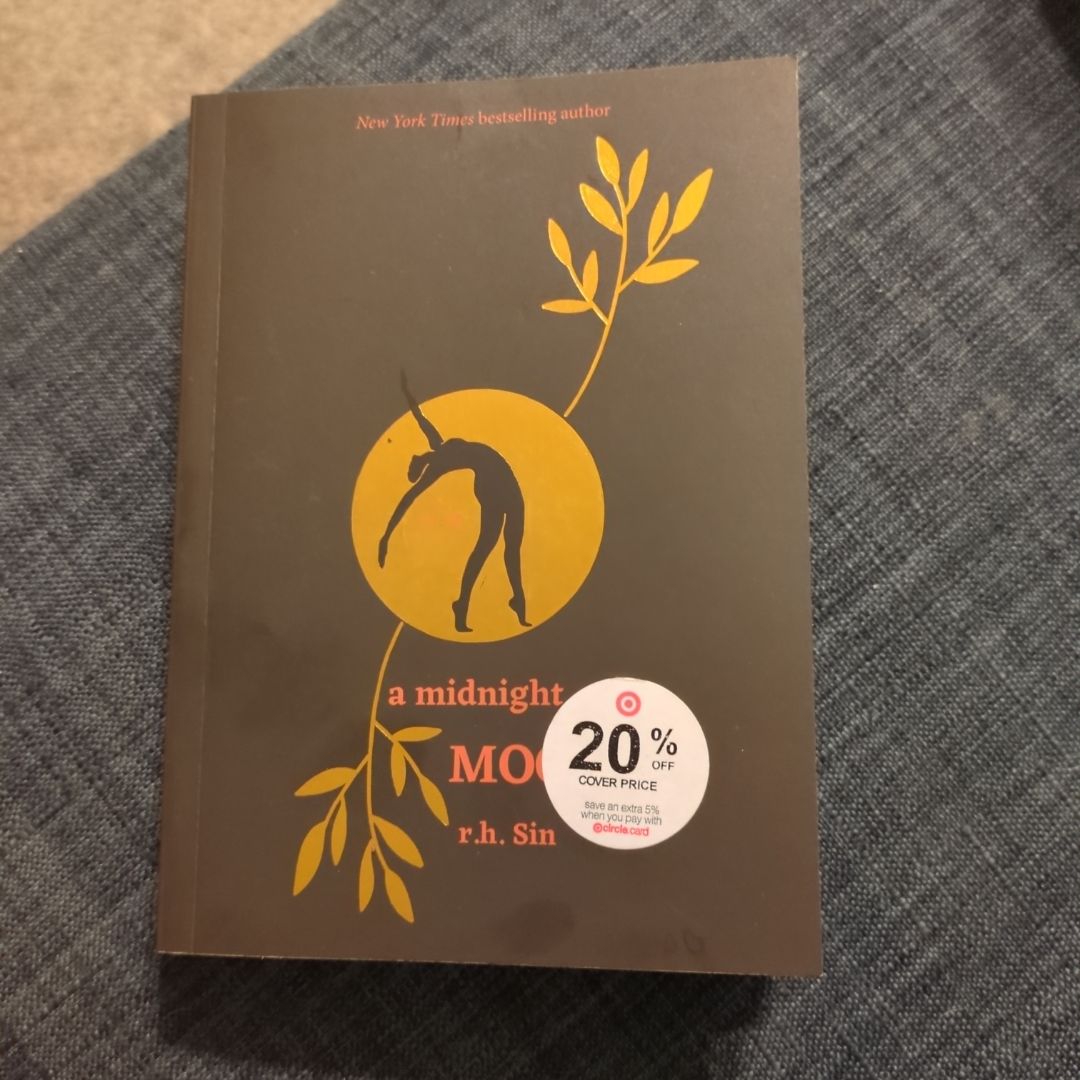 New York Times bestselling author
a midnight
MOO
r.h. Sin
20 % OFF
COVER PRICE
save an extra 5%
when you pay with
circle card